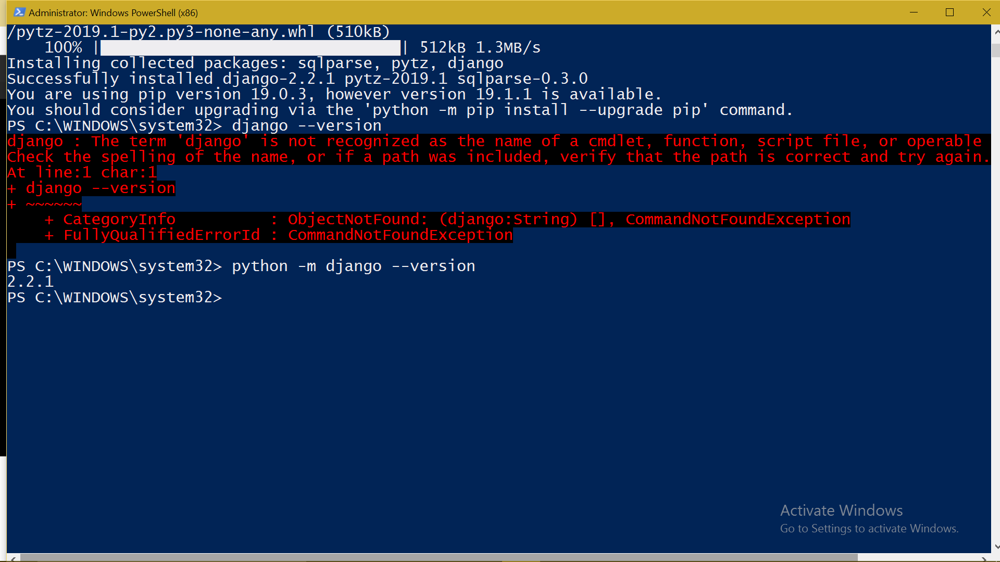 Administrator: Windows PowerShell (x86)
/pytz-2019.1-py2.py3-none-any.whl (510kB)
    100% |████████████████████████████████| 512kB 1.3MB/s
Installing collected packages: sqlparse, pytz, django
Successfully installed django-2.2.1 pytz-2019.1 sqlparse-0.3.0
You are using pip version 19.0.3, however version 19.1.1 is available.
You should consider upgrading via the 'python -m pip install --upgrade pip' command.
PS C:\WINDOWS\system32> django --version
django : The term 'django' is not recognized as the name of a cmdlet, function, script file, or operable
Check the spelling of the name, or if a path was included, verify that the path is correct and try again.
At line:1 char:1
+ django --version
+ ~~~~~~
    + CategoryInfo          : ObjectNotFound: (django:String) [], CommandNotFoundException
    + FullyQualifiedErrorId : CommandNotFoundException
PS C:\WINDOWS\system32> python -m django --version
2.2.1
PS C:\WINDOWS\system32>
Activate Windows
Go to Settings to activate Windows.